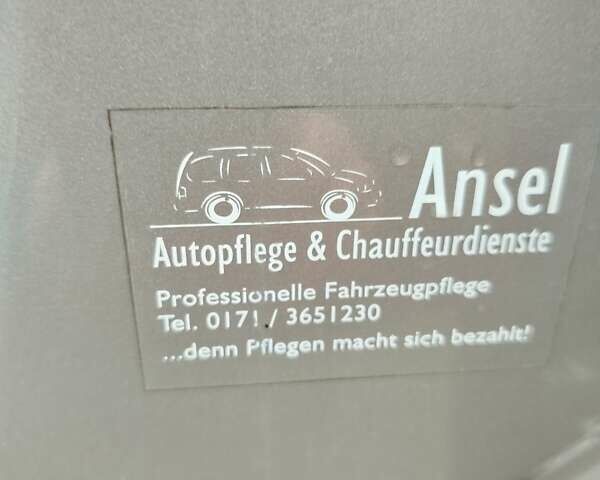 Ansel
Autopflege & Chauffeurdienste
Professionelle Fahrzeugpflege
Tel. 0171 / 3651230
...denn Pflegen macht sich bezahlt!